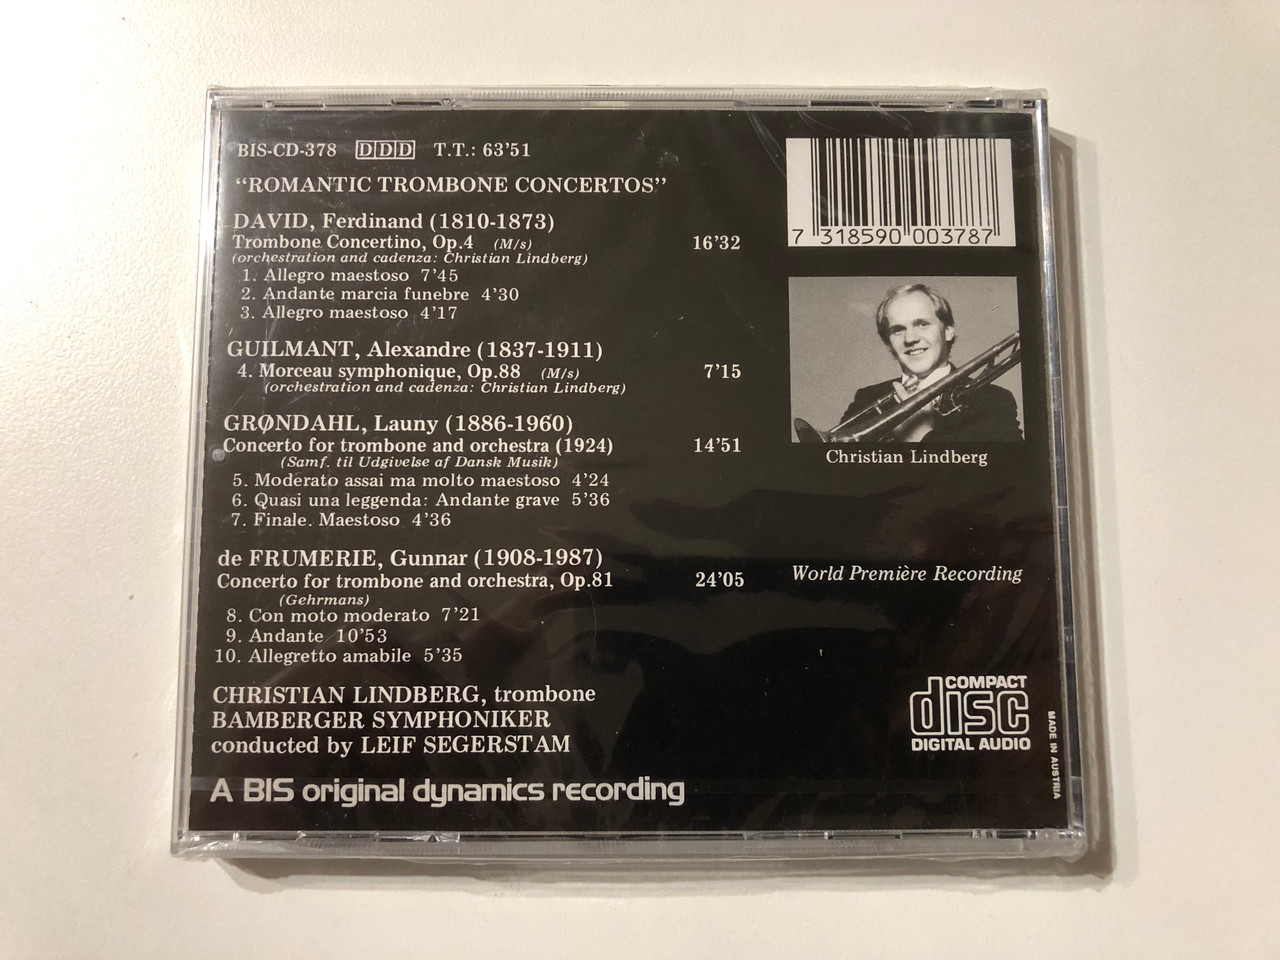 BIS-CD-378 DDD T.T.: 63'51
"ROMANTIC TROMBONE CONCERTOS"
DAVID, Ferdinand (1810-1873)
Trombone Concertino, Op.4 (M/s) 16'32
(orchestration and cadenza: Christian Lindberg)
1. Allegro maestoso 7'45
2. Andante marcia funebre 4'30
3. Allegro maestoso 4'17
GUILMANT, Alexandre (1837-1911)
4. Morceau symphonique, Op.88 (M/s) 7'15
(orchestration and cadenza: Christian Lindberg)
GRØNDAHL, Launy (1886-1960)
Concerto for trombone and orchestra (1924) 14'51
(Samf. til Udgivelse af Dansk Musik)
5. Moderato assai ma molto maestoso 4'24
6. Quasi una leggenda: Andante grave 5'36
7. Finale. Maestoso 4'36
de FRUMERIE, Gunnar (1908-1987)
Concerto for trombone and orchestra, Op.81 24'05
(Gehrmans)
8. Con moto moderato 7'21
9. Andante 10'53
10. Allegretto amabile 5'35
CHRISTIAN LINDBERG, trombone
BAMBERGER SYMPHONIKER
conducted by LEIF SEGERSTAM
A BIS original dynamics recording
7 318590 003787
Christian Lindberg
World Première Recording
COMPACT
disc
DIGITAL AUDIO
MADE IN AUSTRIA